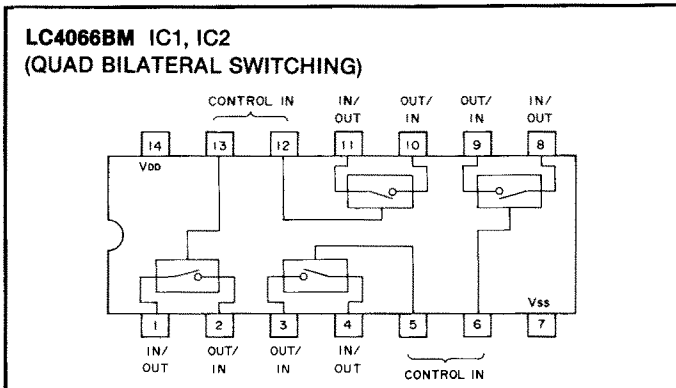 LC4066BM IC1, IC2
(QUAD BILATERAL SWITCHING)
CONTROL IN
IN/
OUT
OUT/
IN
OUT/
IN
IN/
OUT
14 13 12 11 10 9 8
VDD
Vss
1 2 3 4 5 6 7
IN/
OUT
OUT/
IN
OUT/
IN
IN/
OUT
CONTROL IN